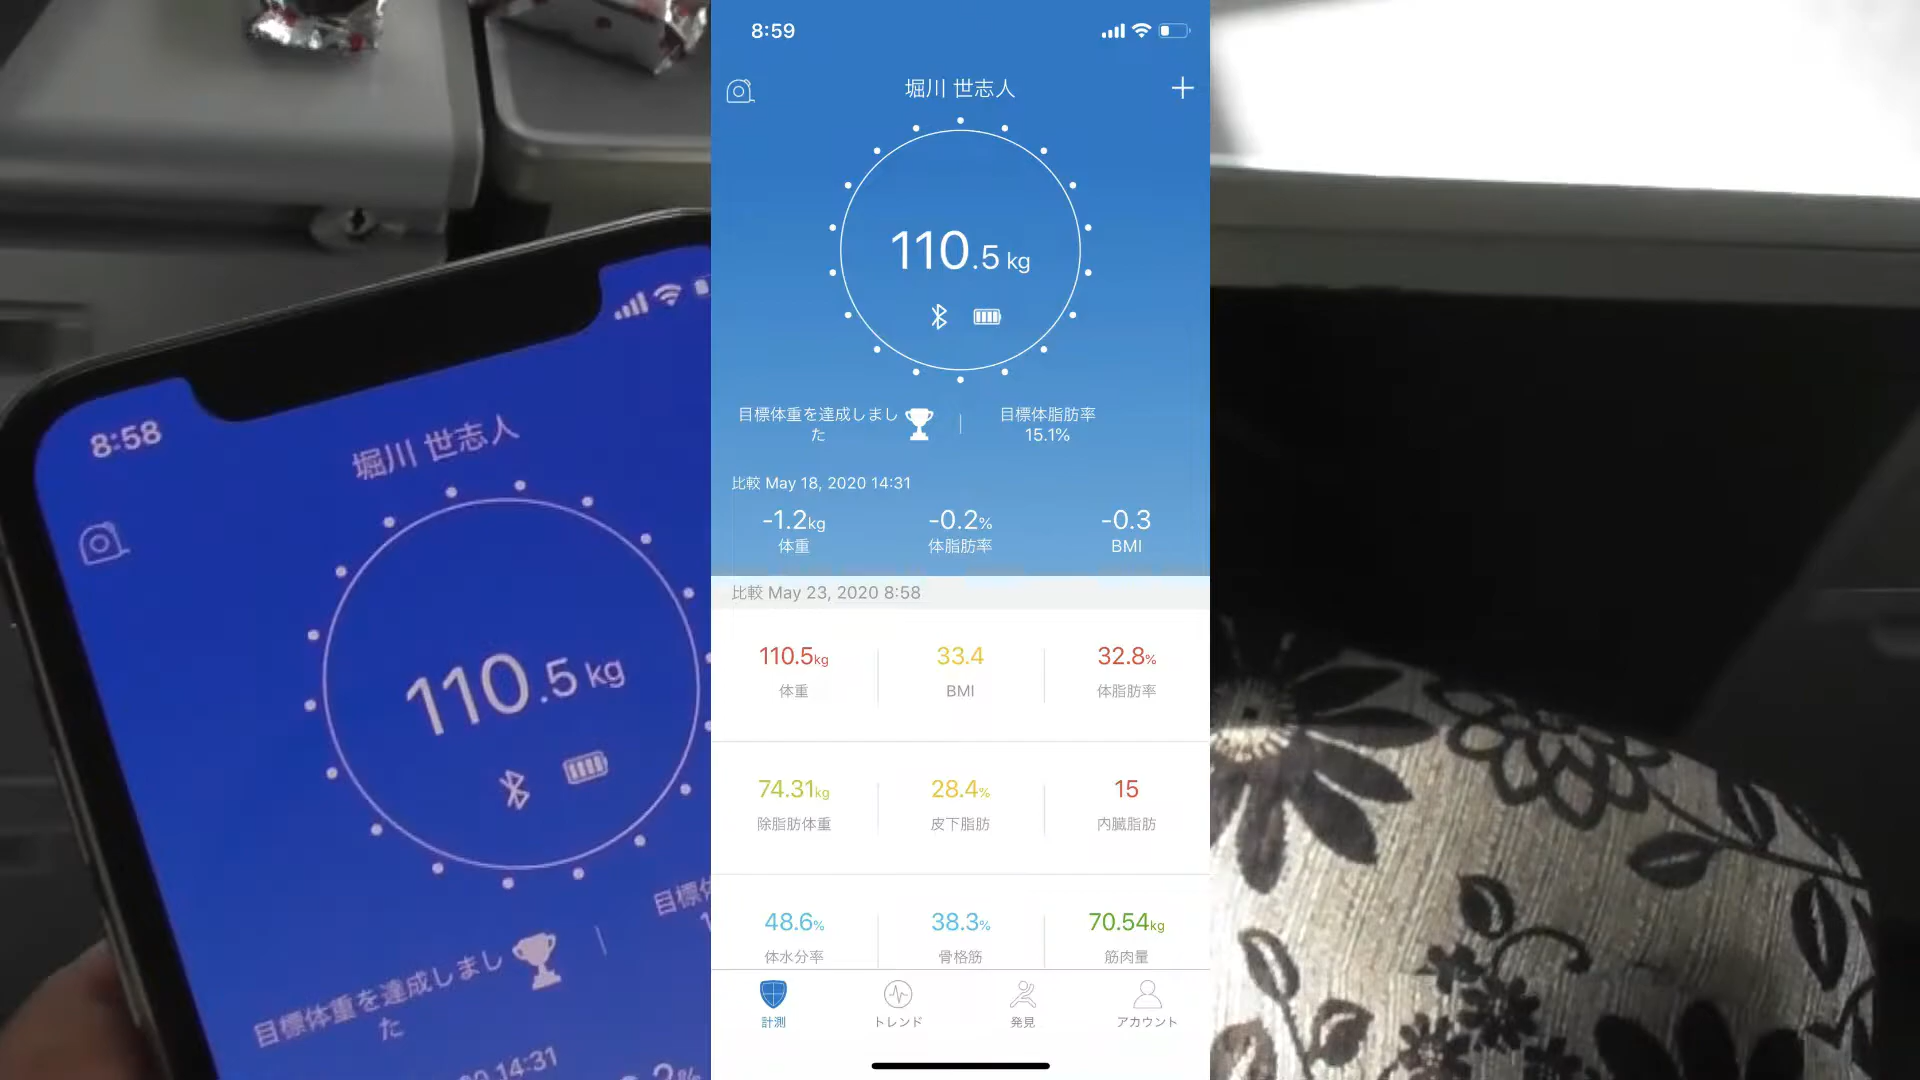 8:58
堀川 世志人
110.5kg
目標体重を達成しまし
た
14:31
8:59
堀川 世志人
110.5kg
目標体重を達成しまし
た
目標体脂肪率
15.1%
比較 May 18, 2020 14:31
-1.2kg
-0.2%
-0.3
体重
体脂肪率
BMI
比較 May 23, 2020 8:58
110.5kg
33.4
32.8%
体重
BMI
体脂肪率
74.31kg
28.4%
15
除脂肪体重
皮下脂肪
内臓脂肪
48.6%
38.3%
70.54kg
体水分率
骨格筋
筋肉量
計測
トレンド
発見
アカウント